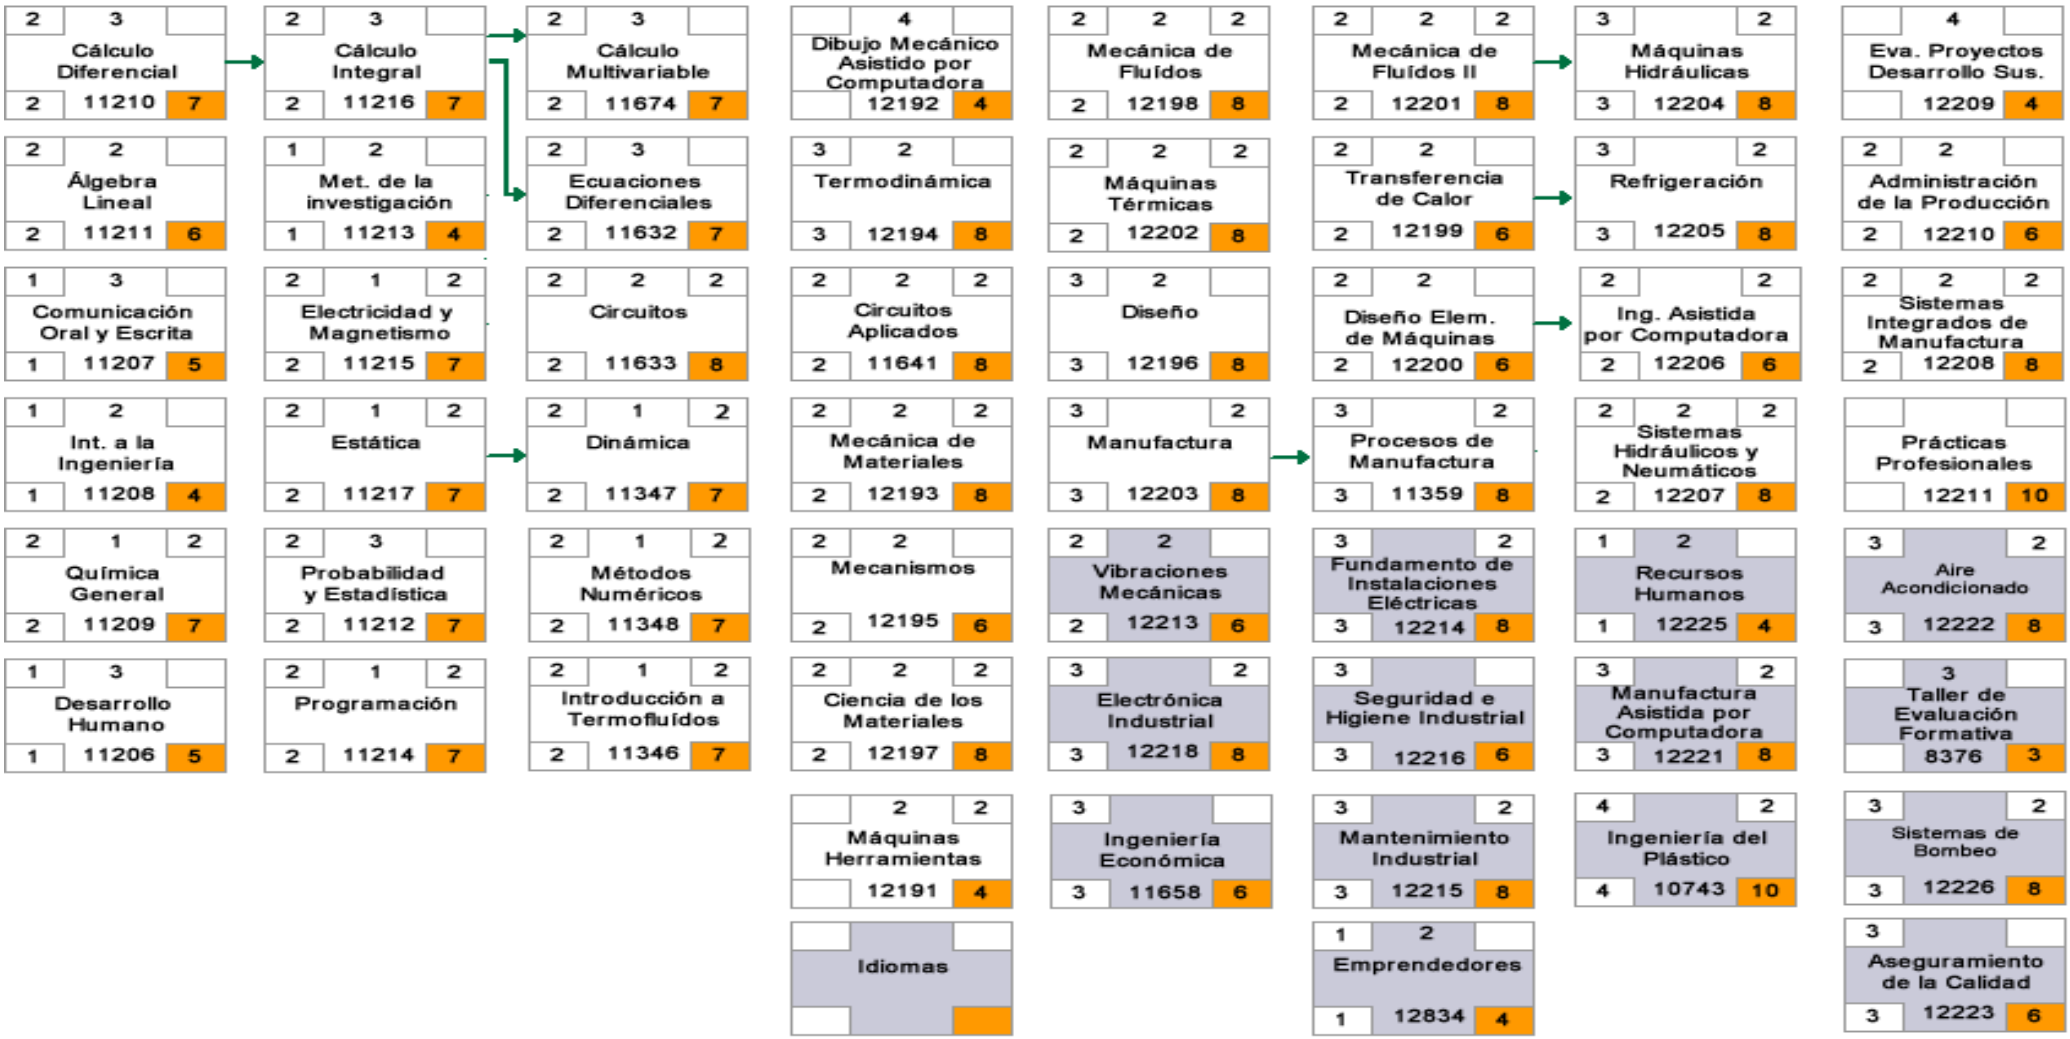 2 3
Cálculo
Diferencial
2 11210 7
2 3
Cálculo
Integral
2 11216 7
2 3
Cálculo
Multivariable
2 11674 7
4
Dibujo Mecánico
Asistido por
Computadora
12192 4
2 2 2
Mecánica de
Fluídos
2 12198 8
2 2 2
Mecánica de
Fluídos II
2 12201 8
3 2
Máquinas
Hidráulicas
3 12204 8
4
Eva. Proyectos
Desarrollo Sus.
12209 4
2 2
Álgebra
Lineal
2 11211 6
1 2
Met. de la
investigación
1 11213 4
2 3
Ecuaciones
Diferenciales
2 11632 7
3 2
Termodinámica
3 12194 8
2 2 2
Máquinas
Térmicas
2 12202 8
2 2
Transferencia
de Calor
2 12199 6
3 2
Refrigeración
3 12205 8
2 2
Administración
de la Producción
2 12210 6
1 3
Comunicación
Oral y Escrita
1 11207 5
2 1 2
Electricidad y
Magnetismo
2 11215 7
2 2 2
Circuitos
2 11633 8
2 2 2
Circuitos
Aplicados
2 11641 8
3 2
Diseño
3 12196 8
2 2
Diseño Elem.
de Máquinas
2 12200 6
2 2
Ing. Asistida
por Computadora
2 12206 6
2 2 2
Sistemas
Integrados de
Manufactura
2 12208 8
1 2
Int. a la
Ingeniería
1 11208 4
2 1 2
Estática
2 11217 7
2 1 2
Dinámica
2 11347 7
2 2 2
Mecánica de
Materiales
2 12193 8
3 2
Manufactura
3 12203 8
3 2
Procesos de
Manufactura
3 11359 8
2 2 2
Sistemas
Hidráulicos y
Neumáticos
2 12207 8
Prácticas
Profesionales
12211 10
2 1 2
Química
General
2 11209 7
2 3
Probabilidad
y Estadística
2 11212 7
2 1 2
Métodos
Numéricos
2 11348 7
2 2
Mecanismos
2 12195 6
2 2
Vibraciones
Mecánicas
2 12213 6
3 2
Fundamento de
Instalaciones
Eléctricas
3 12214 8
1 2
Recursos
Humanos
1 12225 4
3 2
Aire
Acondicionado
3 12222 8
1 3
Desarrollo
Humano
1 11206 5
2 1 2
Programación
2 11214 7
2 1 2
Introducción a
Termofluídos
2 11346 7
2 2 2
Ciencia de los
Materiales
2 12197 8
3 2
Electrónica
Industrial
3 12218 8
3
Seguridad e
Higiene Industrial
3 12216 6
3 2
Manufactura
Asistida por
Computadora
3 12221 8
3
Taller de
Evaluación
Formativa
8376 3
2 2
Máquinas
Herramientas
12191 4
3
Ingeniería
Económica
3 11658 6
3 2
Mantenimiento
Industrial
3 12215 8
4 2
Ingeniería del
Plástico
4 10743 10
3 2
Sistemas de
Bombeo
3 12226 8
Idiomas
1 2
Emprendedores
1 12834 4
3
Aseguramiento
de la Calidad
3 12223 6